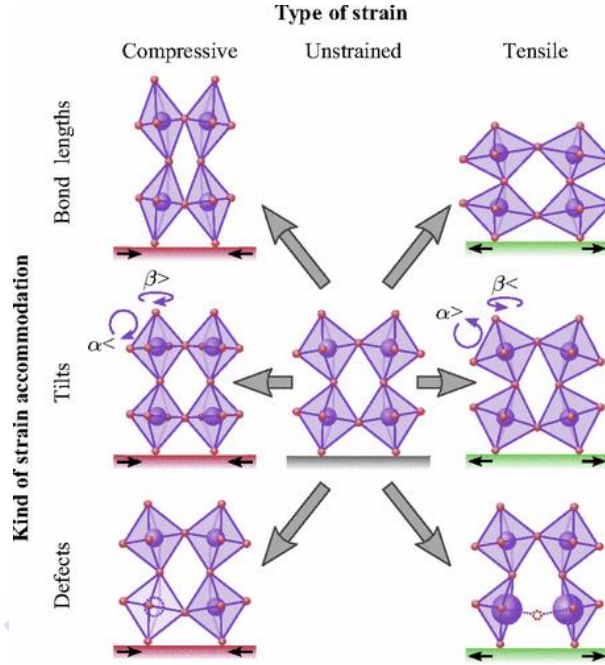 Type of strain
Compressive
Unstrained
Tensile
Kind of strain accommodation
Bond lengths
Tilts
β>
α<
β<
α>
Defects